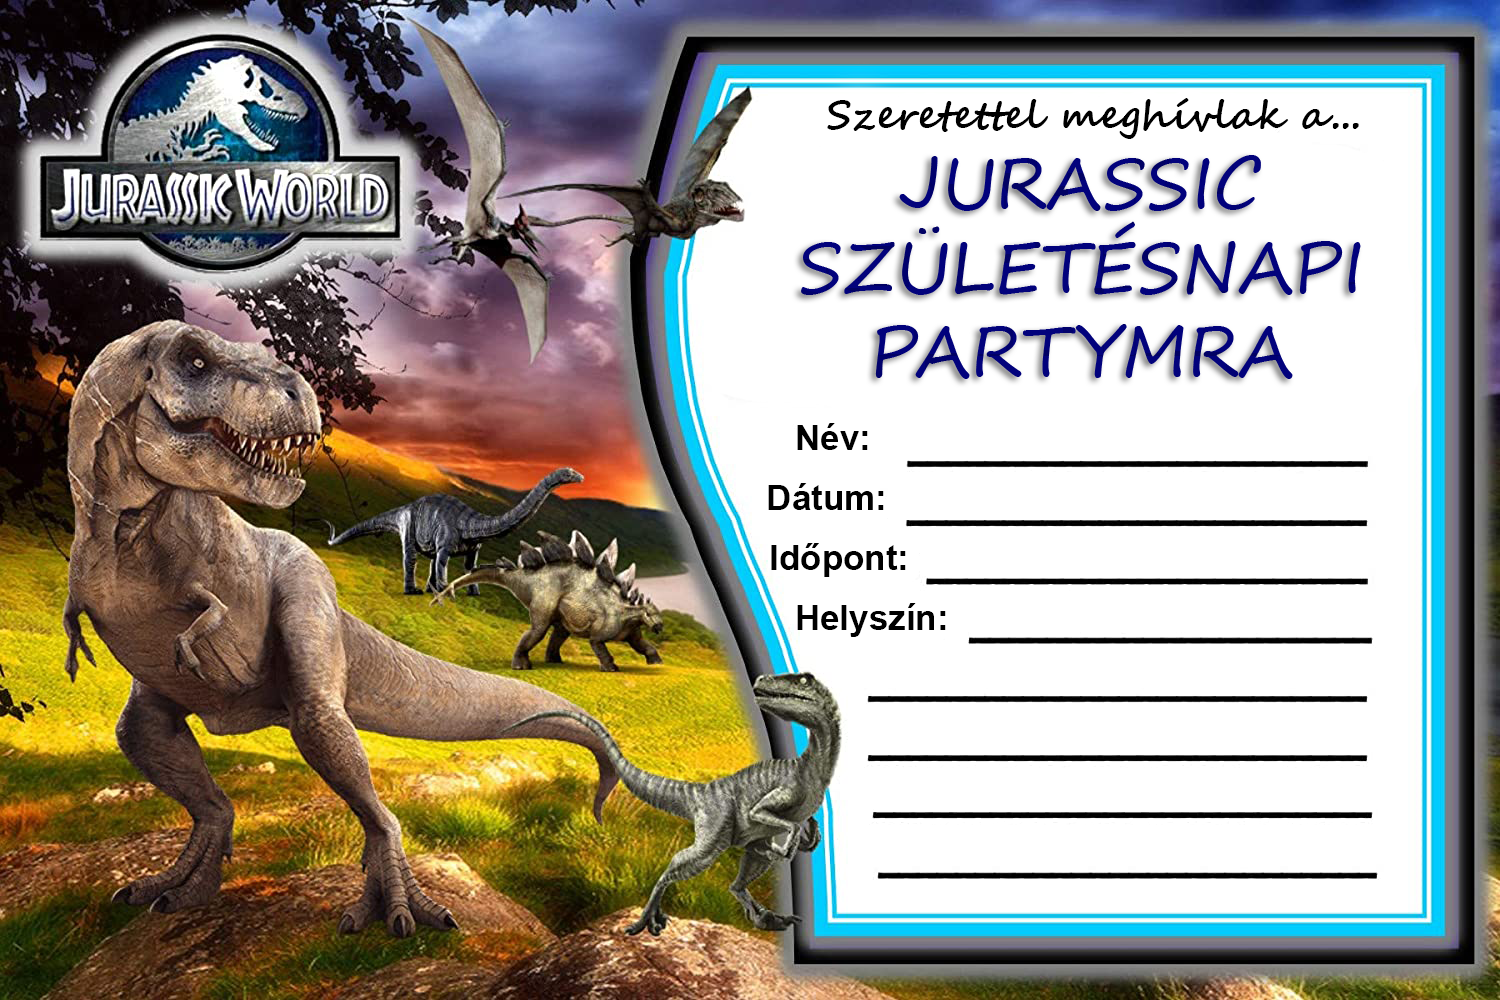 JURASSIC WORLD
Szeretettel meghívlak a...
JURASSIC
SZÜLETÉSNAPI
PARTYMRA
Név:
Dátum:
Időpont:
Helyszín: